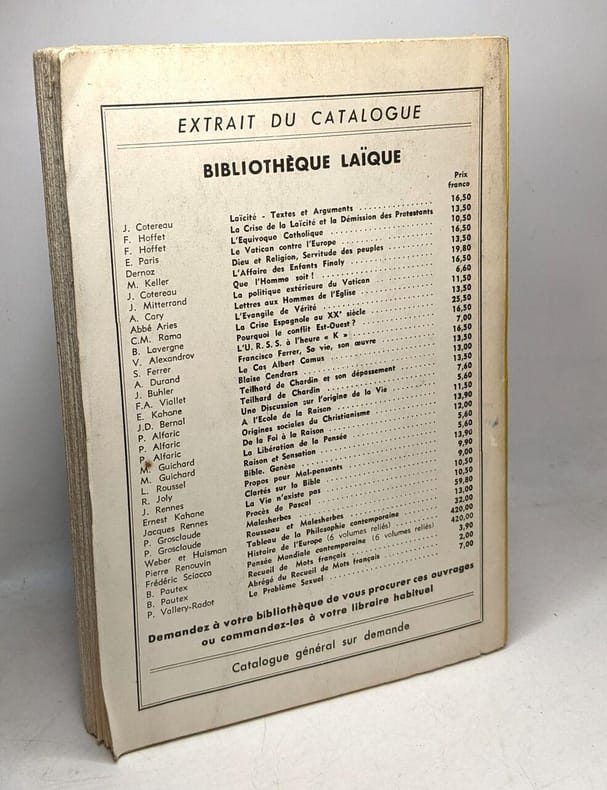 EXTRAIT DU CATALOGUE
BIBLIOTHÈQUE LAÏQUE
Prix
franco
J. Cotereau Laïcité - Textes et Arguments 16,50
F. Hoffet La Crise de la Laïcité et la Démission des Protestants 13,50
F. Hoffet L'Equivoque Catholique 10,50
E. Paris Le Vatican contre l'Europe 16,50
Dernoz Dieu et Religion, Servitude des peuples 13,50
M. Keller L'Affaire des Enfants Finaly 19,80
J. Cotereau Que l'Homme soit ! 16,50
J. Mitterrand La politique extérieure du Vatican 6,60
A. Cary Lettres aux Hommes de l'Eglise 11,50
Abbé Aries L'Evangile de Vérité 13,50
C.M. Rama La Crise Espagnole au XXe siècle 25,50
B. Lavergne Pourquoi le conflit Est-Ouest ? 16,50
V. Alexandrov L'U.R.S.S. à l'heure « K » 7,00
S. Ferrer Francisco Ferrer, Sa vie, son œuvre 16,50
A. Durand Le Cas Albert Camus 13,50
J. Buhler Blaise Cendrars 13,00
F.A. Viallet Teilhard de Chardin et son dépossement 13,50
E. Kahane Teilhard de Chardin 7,60
J.D. Bernal Une Discussion sur l'origine de la Vie 5,60
P. Alfaric A l'Ecole de la Raison 11,50
P. Alfaric Origines sociales du Christianisme 13,90
P. Alfaric De la Foi à la Raison 12,00
M. Guichard La Libération de la Pensée 5,60
M. Guichard Raison et Sensation 5,60
L. Roussel Bible. Genèse 13,90
R. Joly Propos pour Mal-pensants 9,90
J. Rennes Clartés sur la Bible 9,00
Ernest Kahane La Vie n'existe pas 10,50
Jacques Rennes Procès de Pascal 10,50
P. Grosclaude Malesherbes 59,80
P. Grosclaude Rousseau et Malesherbes 13,00
Weber et Huisman Tableau de la Philosophie contemporaine 32,00
Pierre Renouvin Histoire de l'Europe (6 volumes reliés) 420,00
Frédéric Sciacca Pensée Mondiale contemporaine (6 volumes reliés) 420,00
B. Pautex Recueil de Mots français 3,90
B. Pautex Abrégé du Recueil de Mots français 2,00
P. Vallery-Radot Le Problème Sexuel 7,00
Demandez à votre bibliothèque de vous procurer ces ouvrages
ou commandez-les à votre libraire habituel
Catalogue général sur demande